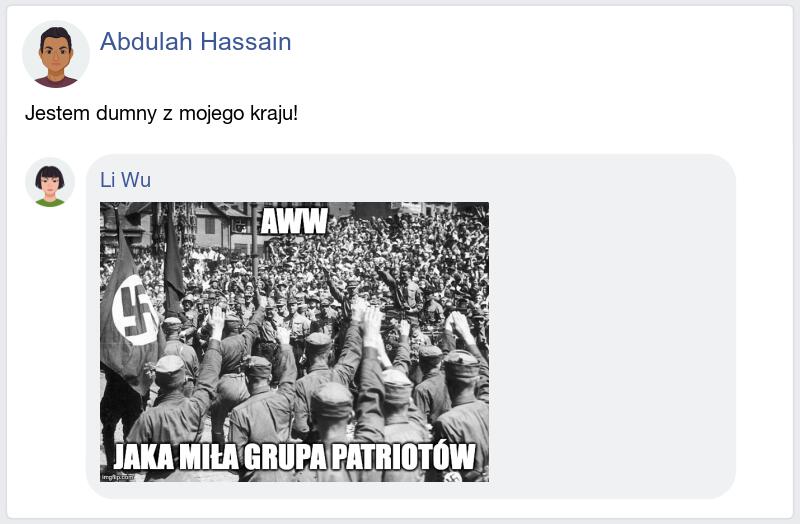 Abdulah Hassain
Jestem dumny z mojego kraju!
Li Wu
AWW
JAKA MIŁA GRUPA PATRIOTÓW
imgflip.com